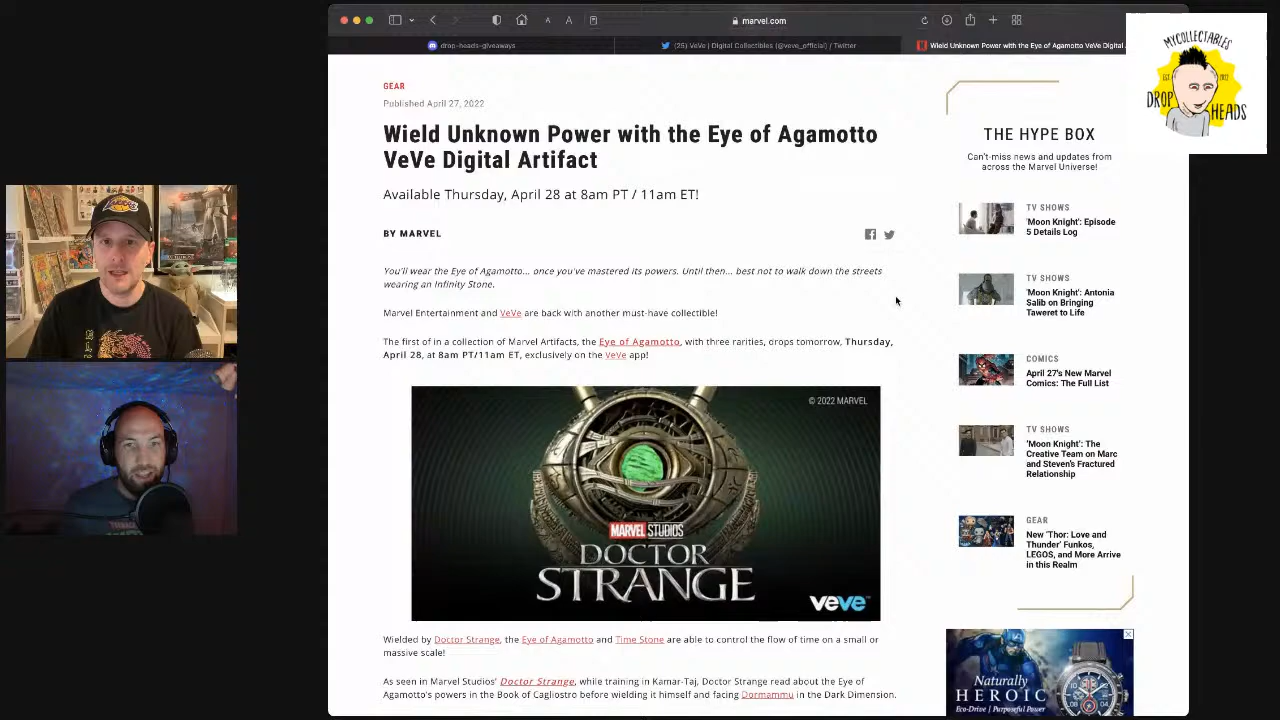 marvel.com
drop-heads-giveaways
(25) VeVe | Digital Collectibles (@veve_official) / Twitter
Wield Unknown Power with the Eye of Agamotto VeVe Digital
MYCOLLECTABLES
EST.
2022
DROP
HEADS
GEAR
Published April 27, 2022
Wield Unknown Power with the Eye of Agamotto
VeVe Digital Artifact
Available Thursday, April 28 at 8am PT / 11am ET!
BY MARVEL
You'll wear the Eye of Agamotto... once you've mastered its powers. Until then... best not to walk down the streets
wearing an Infinity Stone.
Marvel Entertainment and VeVe are back with another must-have collectible!
The first of in a collection of Marvel Artifacts, the Eye of Agamotto, with three rarities, drops tomorrow, Thursday,
April 28, at 8am PT/11am ET, exclusively on the VeVe app!
© 2022 MARVEL
MARVEL STUDIOS
DOCTOR
STRANGE
veve
Wielded by Doctor Strange, the Eye of Agamotto and Time Stone are able to control the flow of time on a small or
massive scale!
As seen in Marvel Studios' Doctor Strange, while training in Kamar-Taj, Doctor Strange read about the Eye of
Agamotto's powers in the Book of Cagliostro before wielding it himself and facing Dormammu in the Dark Dimension.
THE HYPE BOX
Can't-miss news and updates from
across the Marvel Universe!
TV SHOWS
'Moon Knight': Episode
5 Details Log
TV SHOWS
'Moon Knight': Antonia
Salib on Bringing
Taweret to Life
COMICS
April 27's New Marvel
Comics: The Full List
TV SHOWS
'Moon Knight': The
Creative Team on Marc
and Steven's Fractured
Relationship
GEAR
New 'Thor: Love and
Thunder' Funkos,
LEGOS, and More Arrive
in this Realm
Naturally
HEROIC
Eco-Drive | Purposeful Power